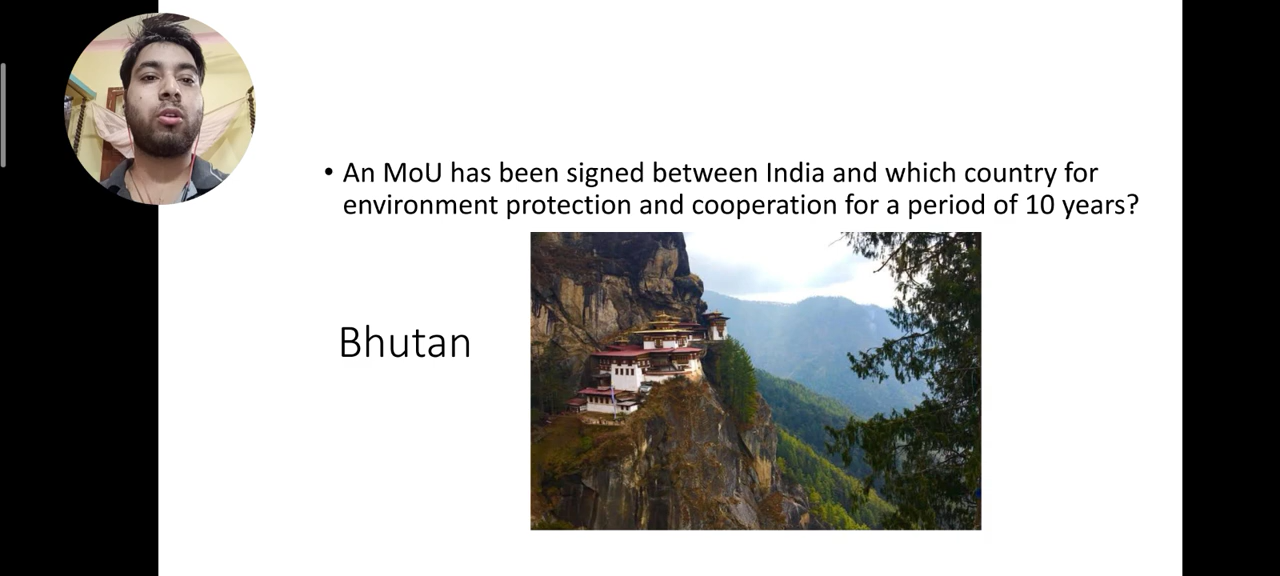 • An MoU has been signed between India and which country for
environment protection and cooperation for a period of 10 years?
Bhutan